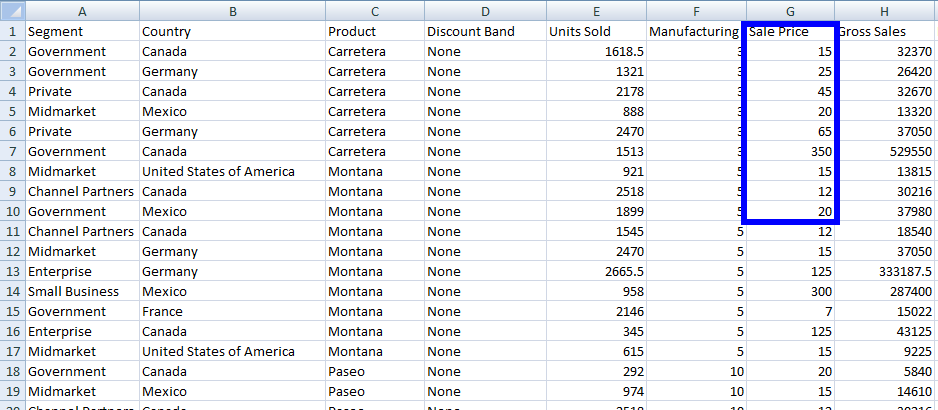 A B C D E F G H
1 Segment Country Product Discount Band Units Sold Manufacturing Sale Price Gross Sales
2 Government Canada Carretera None 1618.5 3 15 32370
3 Government Germany Carretera None 1321 3 25 26420
4 Private Canada Carretera None 2178 3 45 32670
5 Midmarket Mexico Carretera None 888 3 20 13320
6 Private Germany Carretera None 2470 3 65 37050
7 Government Canada Carretera None 1513 3 350 529550
8 Midmarket United States of America Montana None 921 5 15 13815
9 Channel Partners Canada Montana None 2518 5 12 30216
10 Government Mexico Montana None 1899 5 20 37980
11 Channel Partners Canada Montana None 1545 5 12 18540
12 Midmarket Germany Montana None 2470 5 15 37050
13 Enterprise Germany Montana None 2665.5 5 125 333187.5
14 Small Business Mexico Montana None 958 5 300 287400
15 Government France Montana None 2146 5 7 15022
16 Enterprise Canada Montana None 345 5 125 43125
17 Midmarket United States of America Montana None 615 5 15 9225
18 Government Canada Paseo None 292 10 20 5840
19 Midmarket Mexico Paseo None 974 10 15 14610